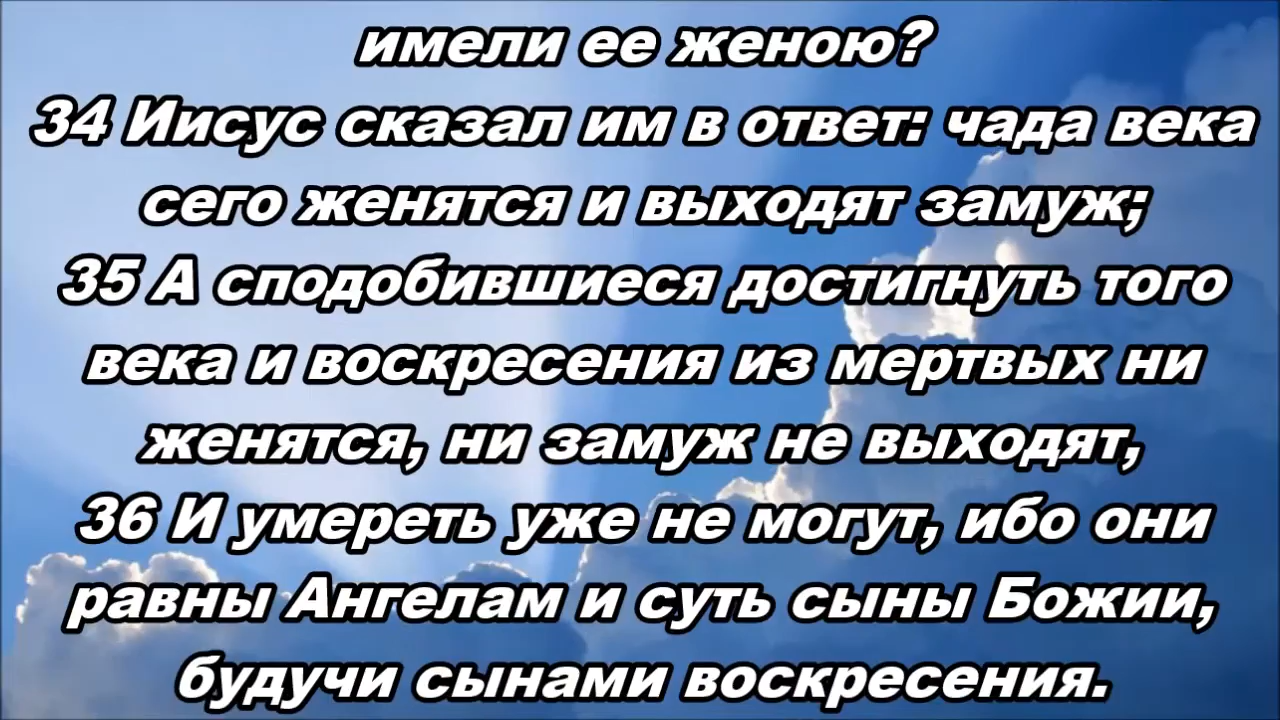 имели ее женою?
34 Иисус сказал им в ответ: чада века
сего женятся и выходят замуж;
35 А сподобившиеся достигнуть того
века и воскресения из мертвых ни
женятся, ни замуж не выходят,
36 И умереть уже не могут, ибо они
равны Ангелам и суть сыны Божии,
будучи сынами воскресения.